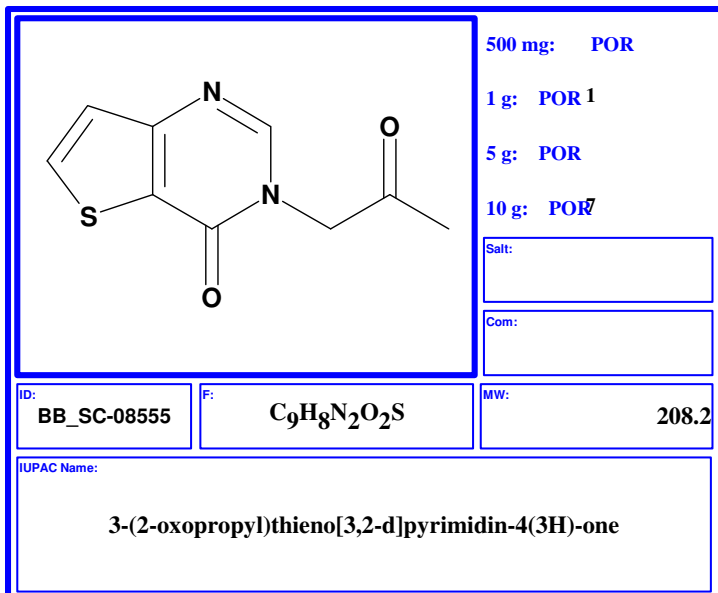 N
O
N
S
O
500 mg: POR
1 g: POR 1
5 g: POR
10 g: POR 7
Salt:
Com:
ID:
BB_SC-08555
F:
C9H8N2O2S
MW:
208.2
IUPAC Name:
3-(2-oxopropyl)thieno[3,2-d]pyrimidin-4(3H)-one